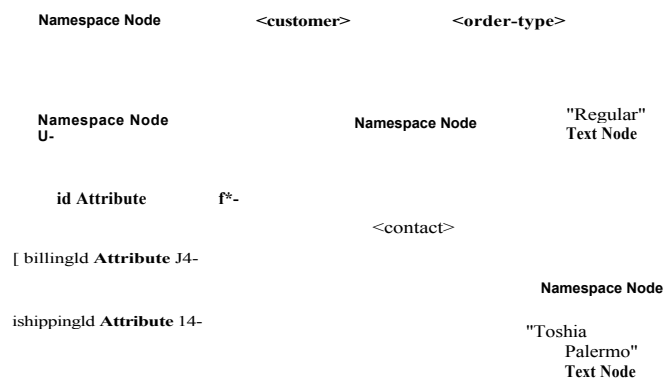 Namespace Node <customer> <order-type>
Namespace Node
U-
Namespace Node
"Regular"
Text Node
id Attribute f*-
<contact>
[ billingld Attribute J4-
Namespace Node
ishippingld Attribute 14-
"Toshia
Palermo"
Text Node